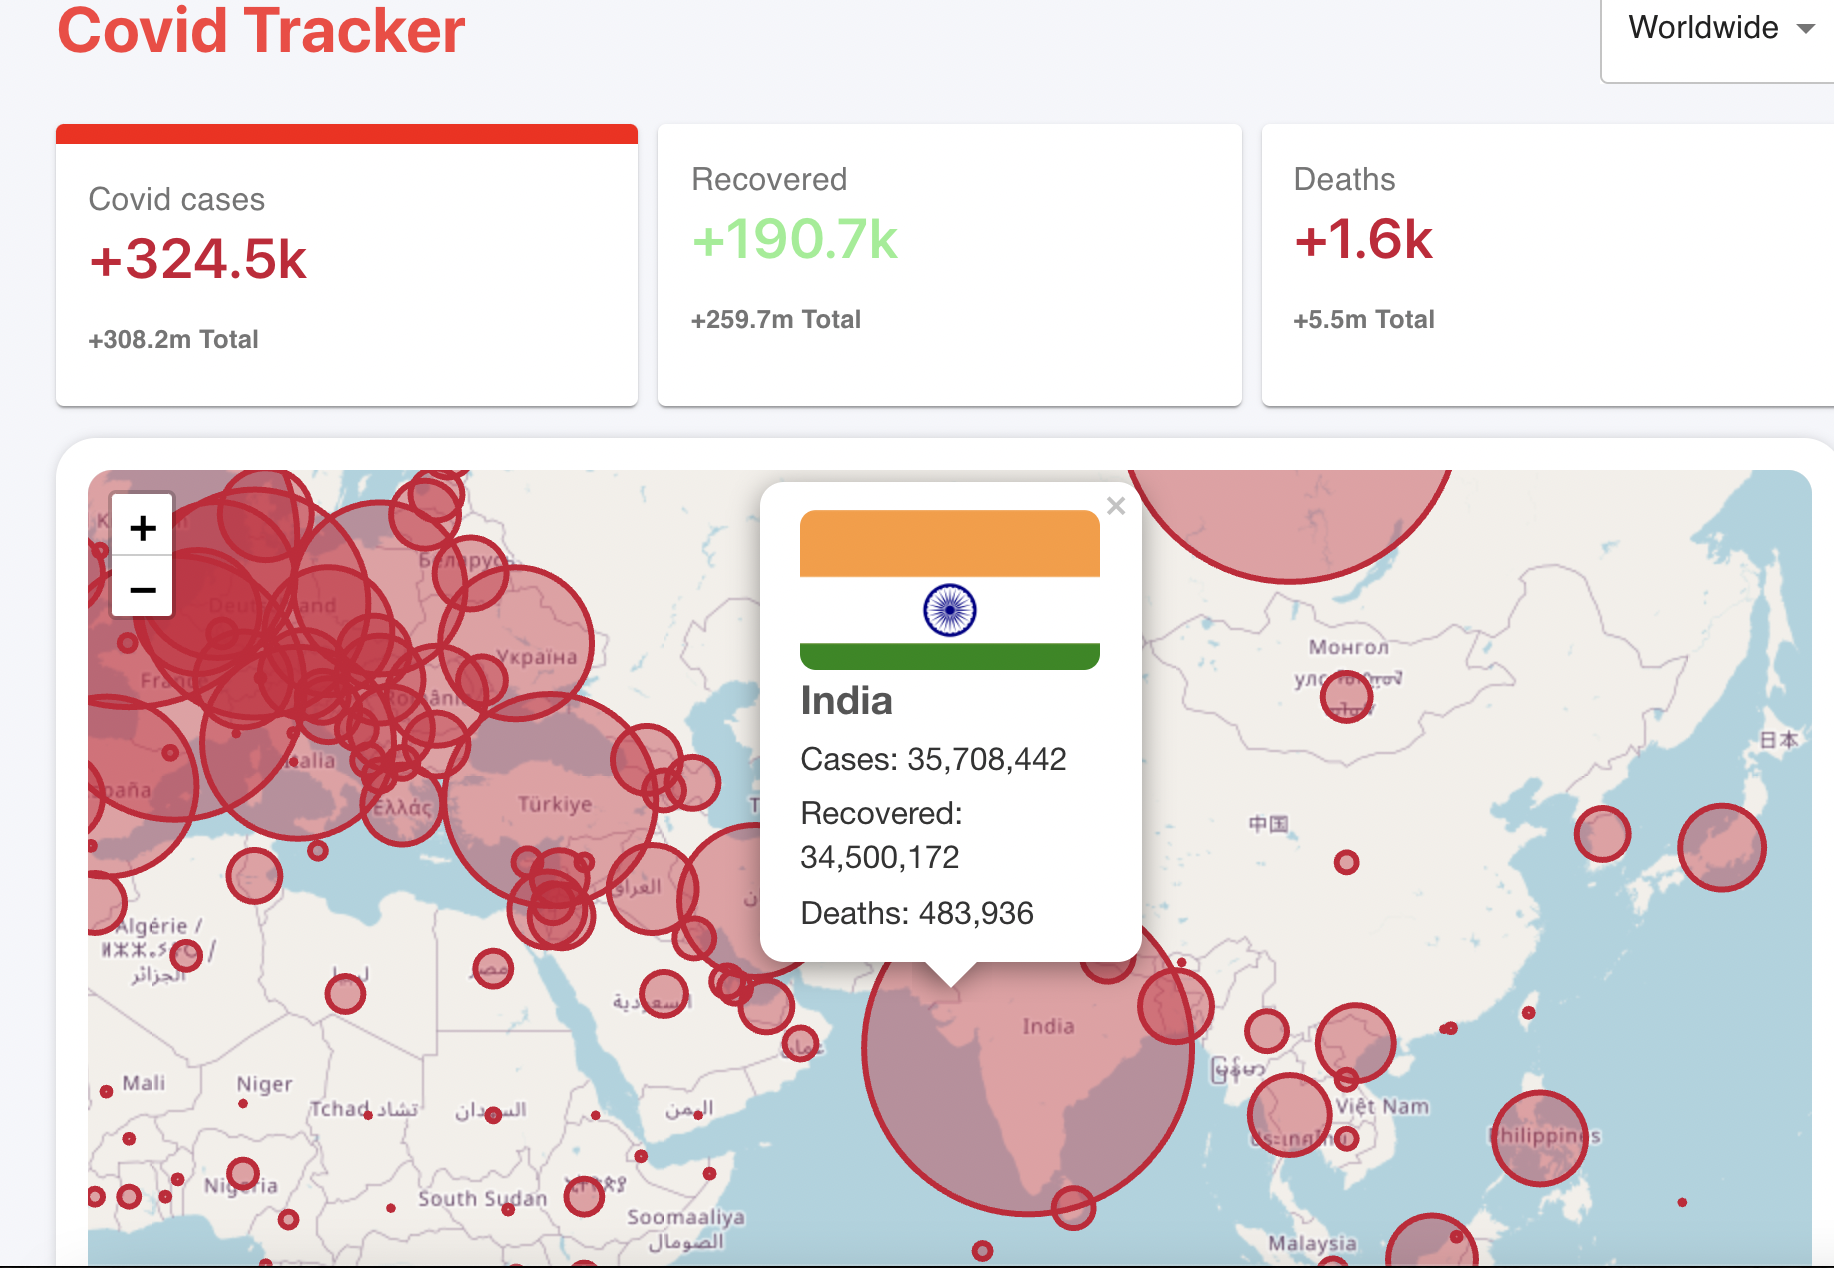 Covid Tracker
Worldwide
Covid cases
+324.5k
+308.2m Total
Recovered
+190.7k
+259.7m Total
Deaths
+1.6k
+5.5m Total
+
−
×
India
Cases: 35,708,442
Recovered:
34,500,172
Deaths: 483,936
Беларусь
Deutschland
Україна
Монгол
улс
France
România
日本
Italia
Ελλάς
Türkiye
中国
العراق
Algérie /
الجزائر
ليبيا
مصر
السعودية
India
عمان
မြန်မာ
Mali
Niger
Tchad تشاد
السودان
اليمن
Việt Nam
ประเทศไทย
Philippines
Nigeria
South Sudan
Soomaaliya
الصومال
Malaysia